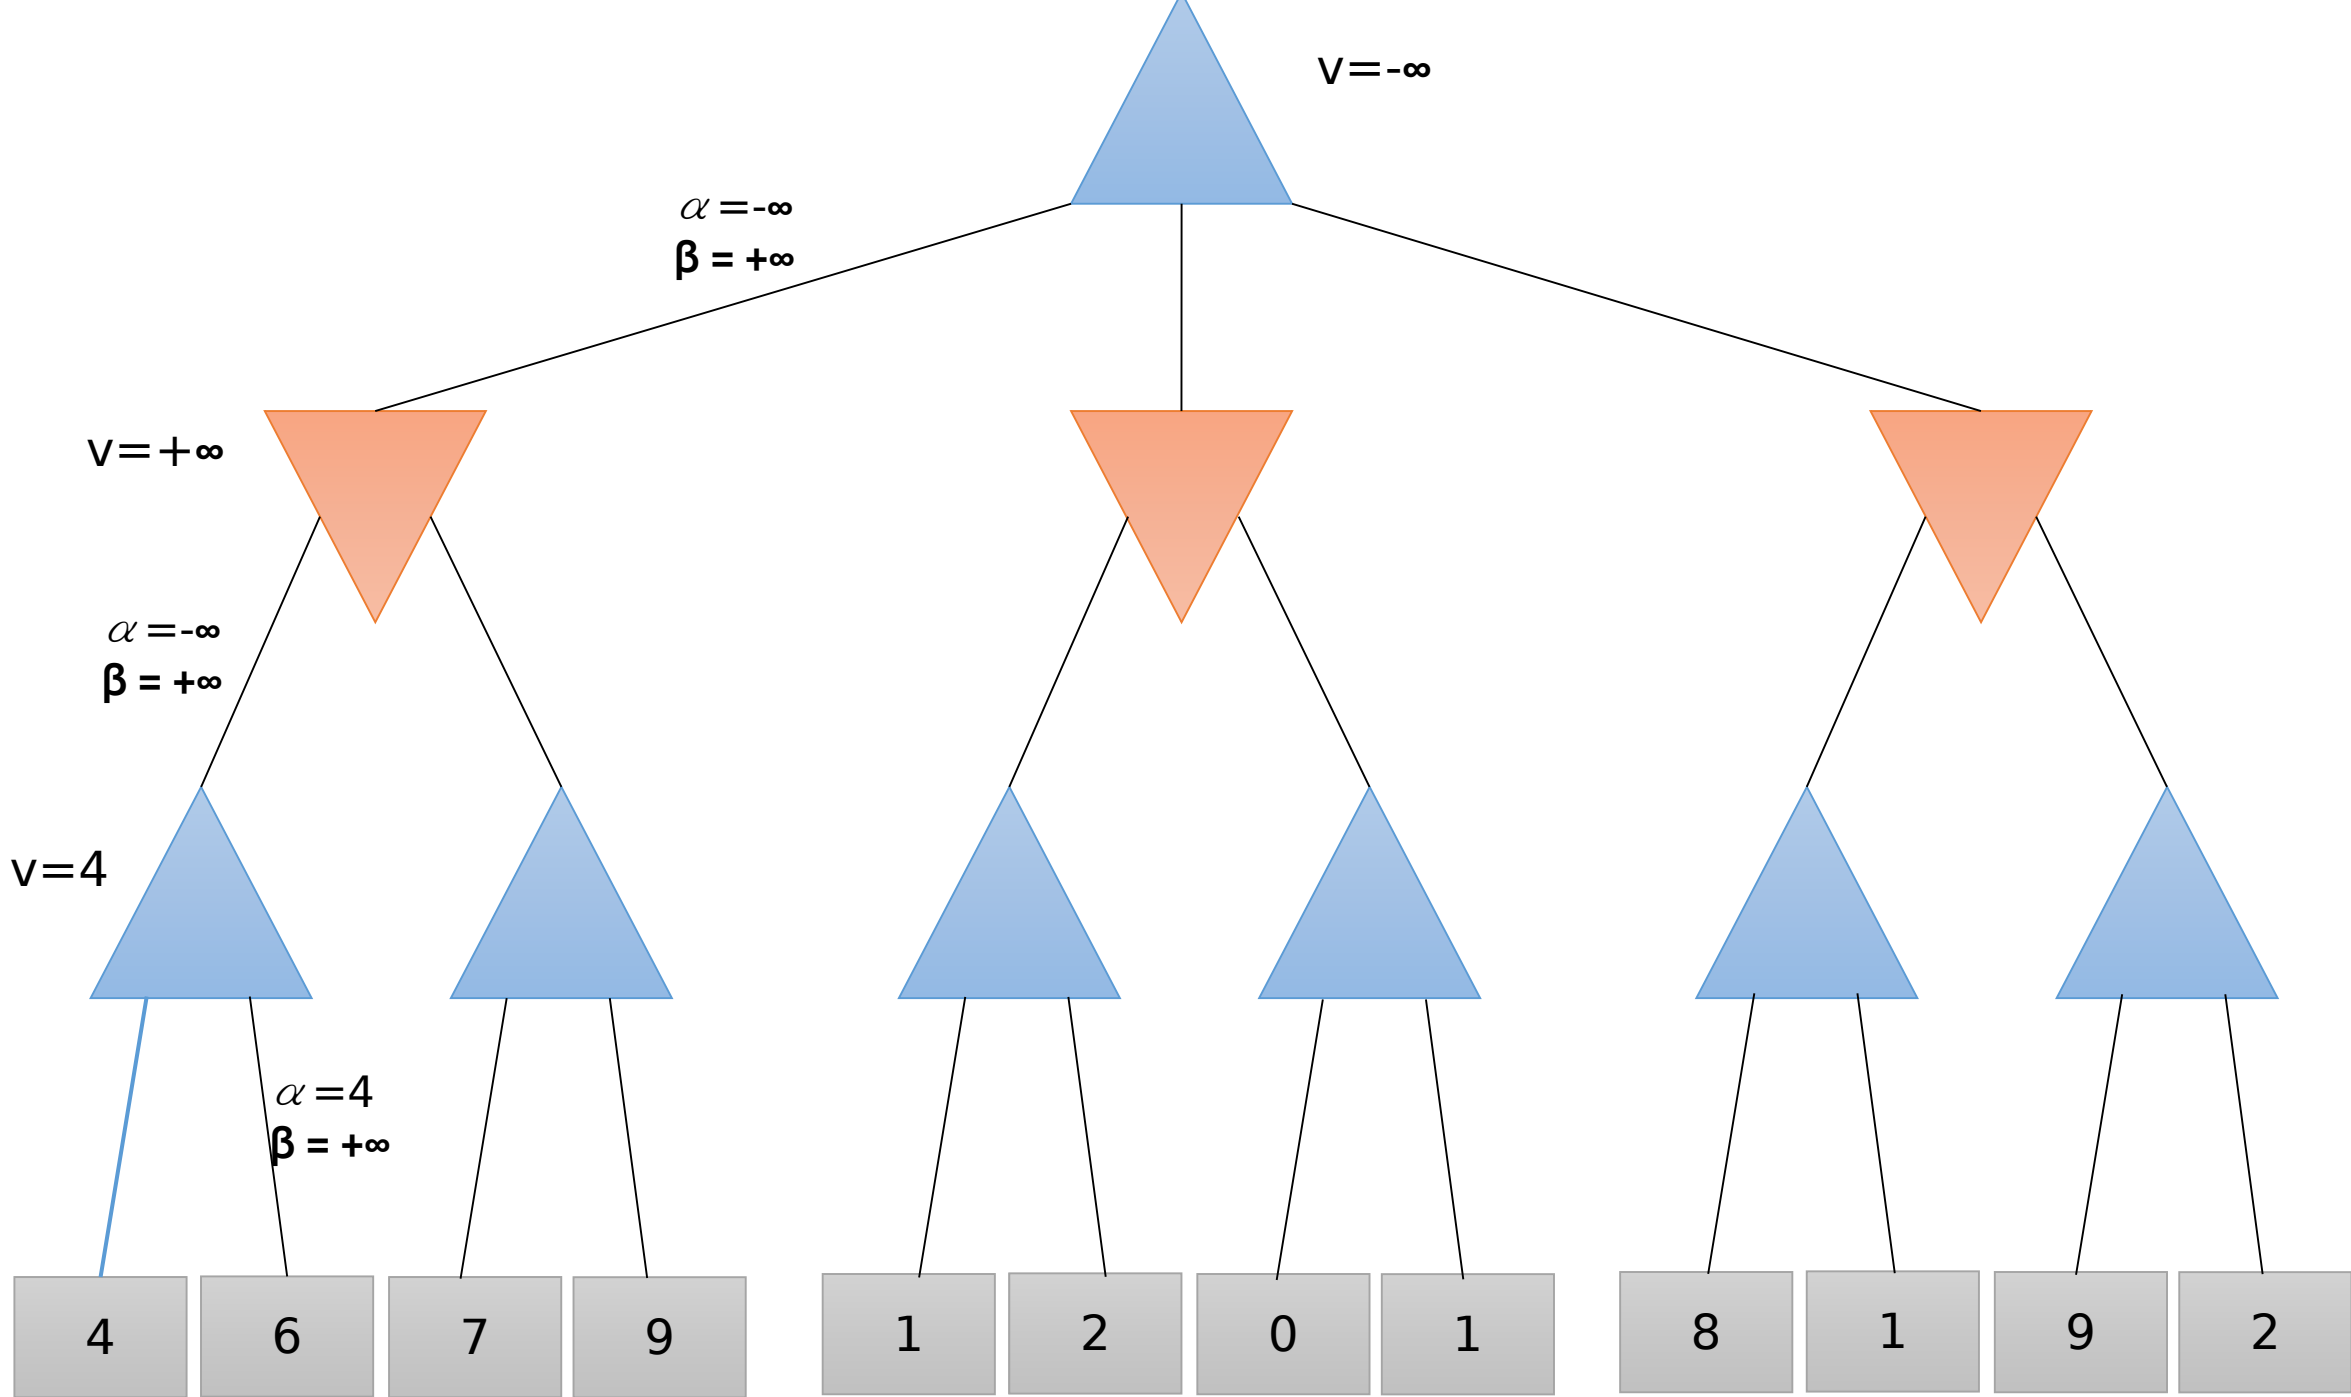 v=-∞
α =-∞
β = +∞
v=+∞
α =-∞
β = +∞
v=4
α =4
β = +∞
4 6 7 9 1 2 0 1 8 1 9 2